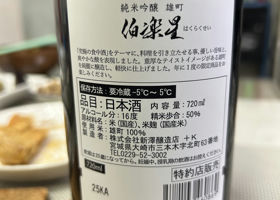 純米吟醸 雄町
伯楽星
はくらくせい
「究極の食中酒」をテーマに、料理を引き立たせる事、
保存方法:要冷蔵 -5℃~ 5℃
品目:日本酒 内容量:720ml
アルコール分:16度 精米歩合:50%
原材料名:米(国産)、米麹(国産米)
使用米:雄町 100%
製造者:株式会社新澤醸造店 +K
宮城県大崎市三本木字北町63番地
TEL.0229-52-3002
720ml
特約店販売
25KA